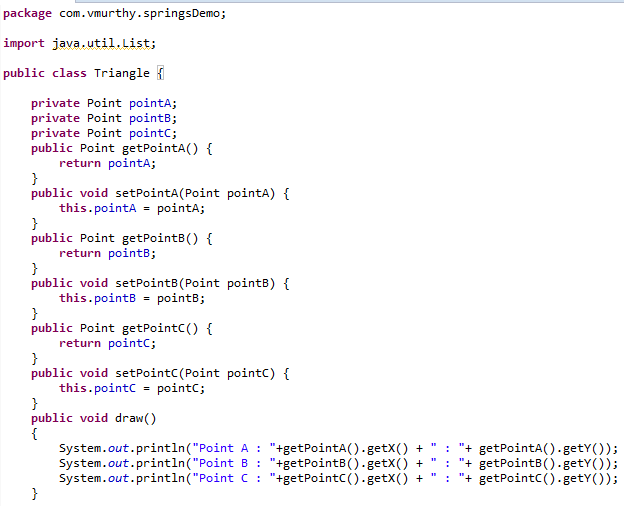 package com.vmurthy.springsDemo;
import java.util.List;
public class Triangle {
    private Point pointA;
    private Point pointB;
    private Point pointC;
    public Point getPointA() {
        return pointA;
    }
    public void setPointA(Point pointA) {
        this.pointA = pointA;
    }
    public Point getPointB() {
        return pointB;
    }
    public void setPointB(Point pointB) {
        this.pointB = pointB;
    }
    public Point getPointC() {
        return pointC;
    }
    public void setPointC(Point pointC) {
        this.pointC = pointC;
    }
    public void draw()
    {
        System.out.println("Point A : "+getPointA().getX() + " : "+ getPointA().getY());
        System.out.println("Point B : "+getPointB().getX() + " : "+ getPointB().getY());
        System.out.println("Point C : "+getPointC().getX() + " : "+ getPointC().getY());
    }